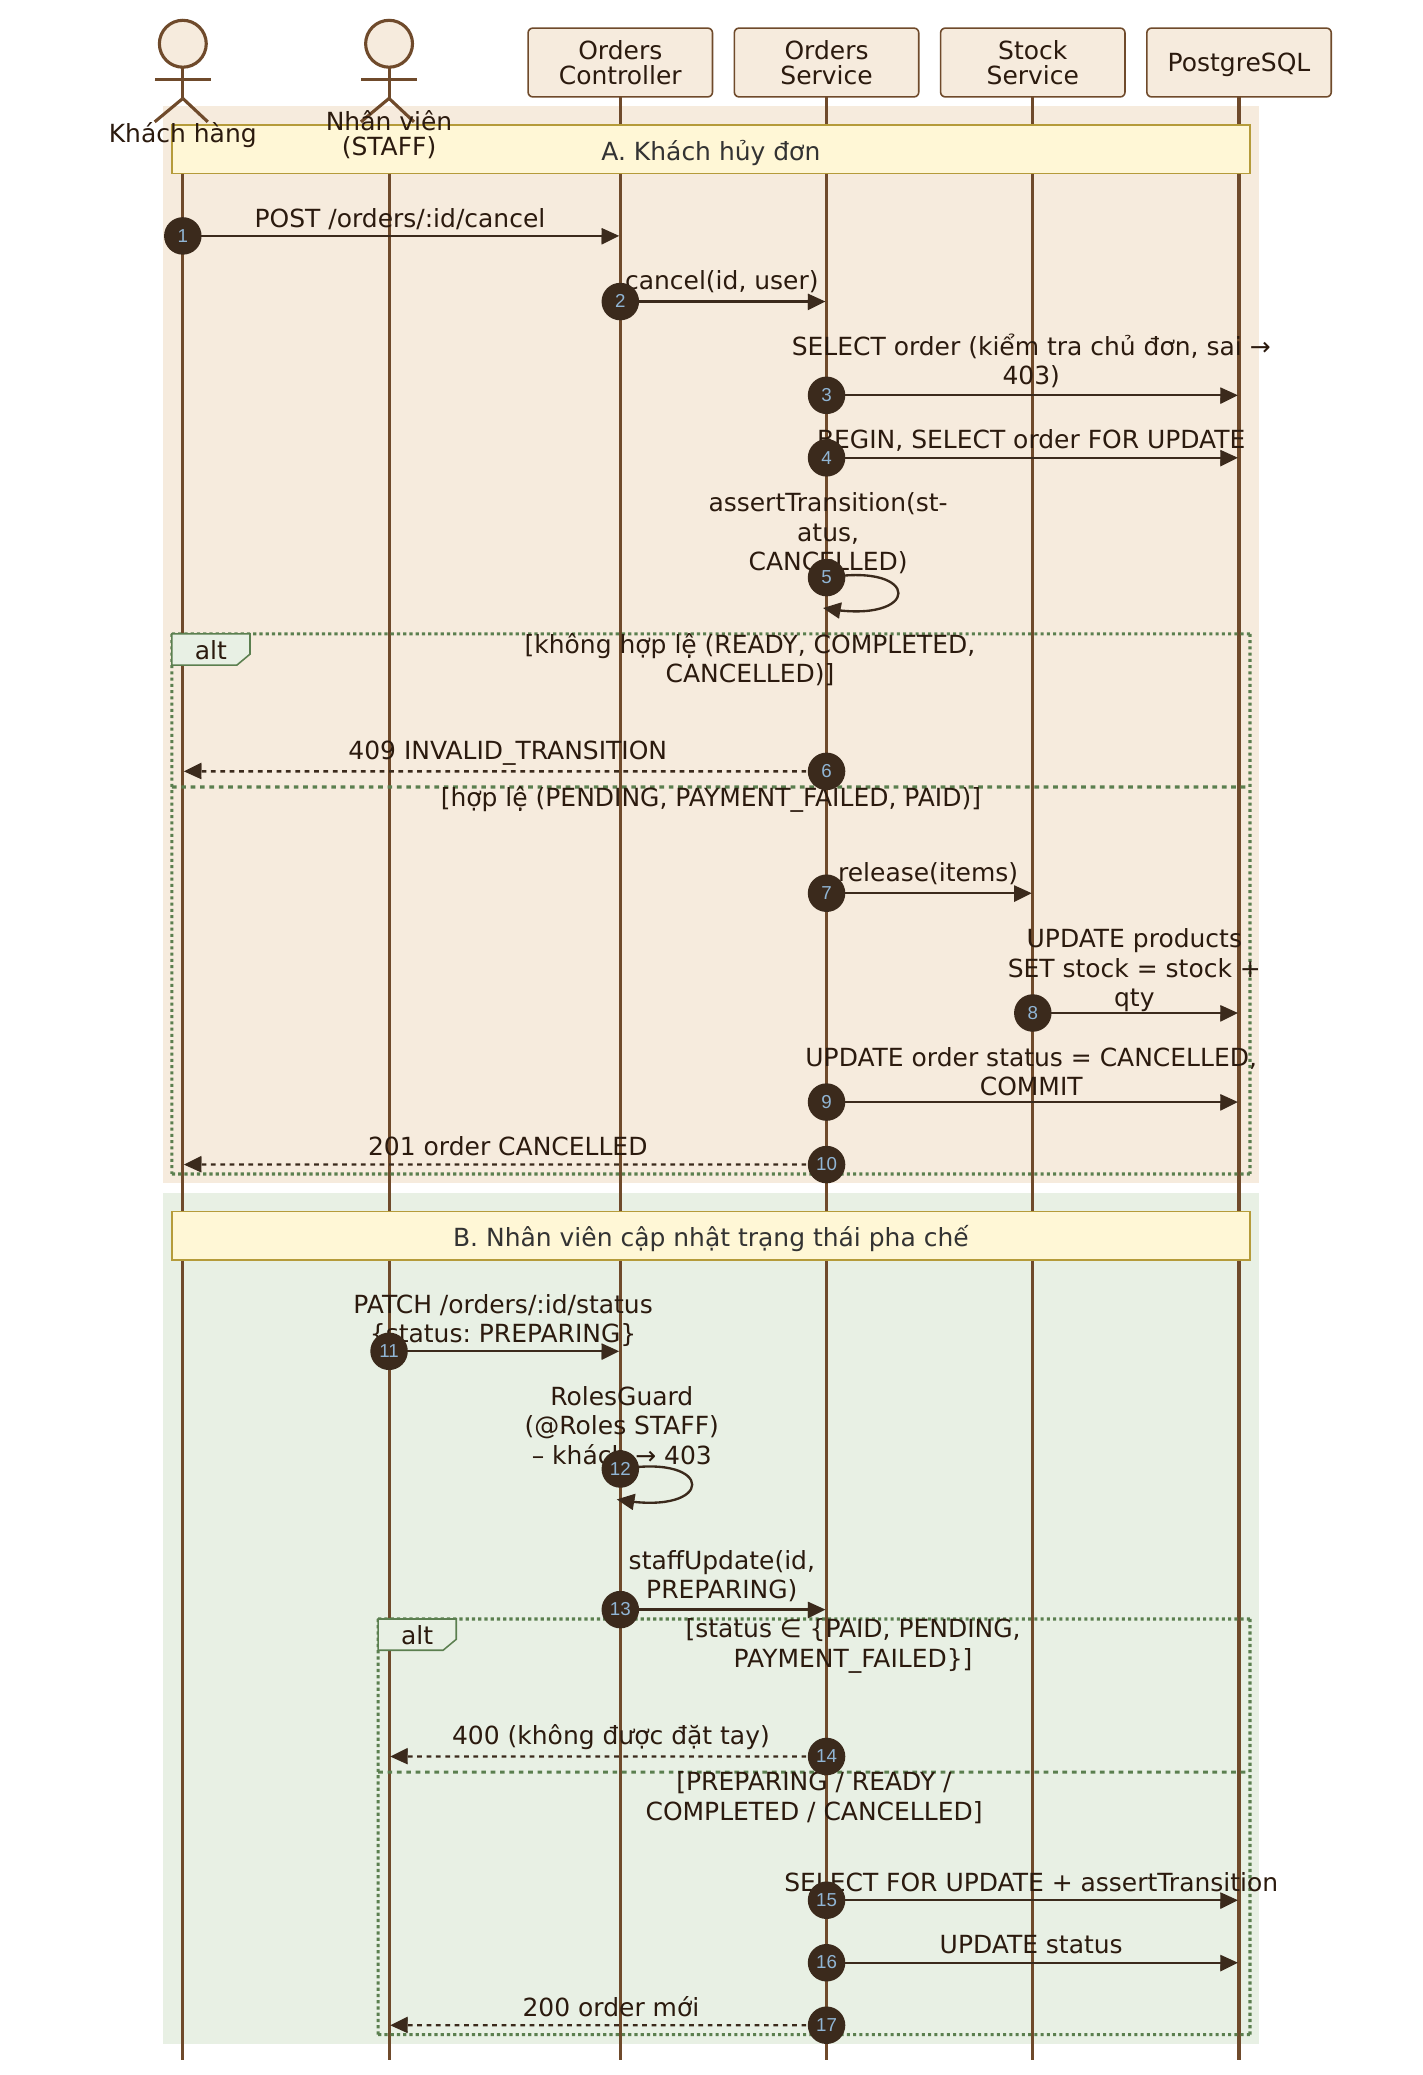 Khách hàng
Nhân viên
(STAFF)
Orders
Controller
Orders
Service
Stock
Service
PostgreSQL
A. Khách hủy đơn
POST /orders/:id/cancel
1
cancel(id, user)
2
SELECT order (kiểm tra chủ đơn, sai →
403)
3
BEGIN, SELECT order FOR UPDATE
4
assertTransition(st-
atus,
CANCELLED)
5
alt
[không hợp lệ (READY, COMPLETED,
CANCELLED)]
409 INVALID_TRANSITION
6
[hợp lệ (PENDING, PAYMENT_FAILED, PAID)]
release(items)
7
UPDATE products
SET stock = stock +
qty
8
UPDATE order status = CANCELLED,
COMMIT
9
201 order CANCELLED
10
B. Nhân viên cập nhật trạng thái pha chế
PATCH /orders/:id/status
{status: PREPARING}
11
RolesGuard
(@Roles STAFF)
– khách → 403
12
staffUpdate(id,
PREPARING)
13
alt
[status ∈ {PAID, PENDING,
PAYMENT_FAILED}]
400 (không được đặt tay)
14
[PREPARING / READY /
COMPLETED / CANCELLED]
SELECT FOR UPDATE + assertTransition
15
UPDATE status
16
200 order mới
17